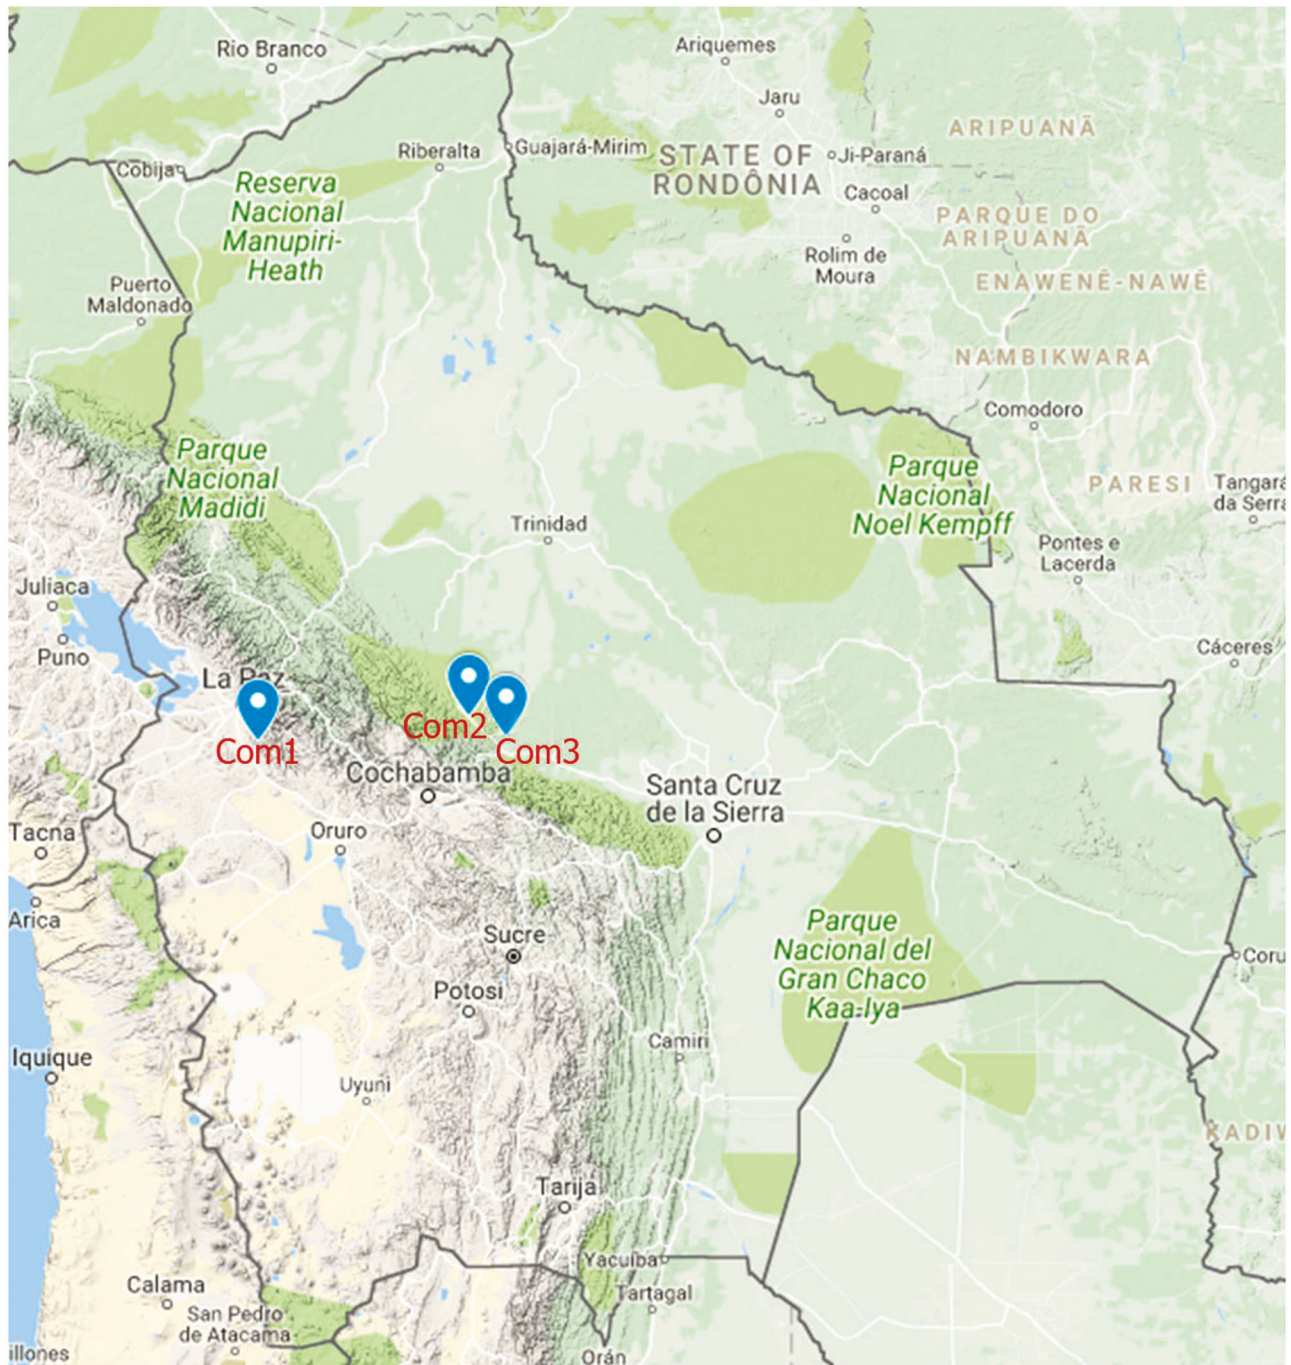 Rio Branco
Ariquemes
Jaru
ARIPUANÃ
Cobija
Riberalta
Guajará-Mirim
STATE OF
RONDÔNIA
Ji-Paraná
Cacoal
Reserva
Nacional
Manupiri-
Heath
PARQUE DO
ARIPUANÃ
Rolim de
Moura
ENAWENÊ-NAWÊ
Puerto
Maldonado
NAMBIKWARA
Comodoro
Parque
Nacional
Madidi
Parque
Nacional
Noel Kempff
PARESI
Tangará
da Serra
Trinidad
Pontes e
Lacerda
Juliaca
Puno
Cáceres
La Paz
Com1
Com2
Com3
Cochabamba
Santa Cruz
de la Sierra
Tacna
Oruro
Arica
Sucre
Parque
Nacional del
Gran Chaco
Kaa-Iya
Coru
Potosi
Iquique
Camiri
Uyuni
KADIW
Tarija
Yacuiba
Calama
Tartagal
San Pedro
de Atacama
illones
Orán